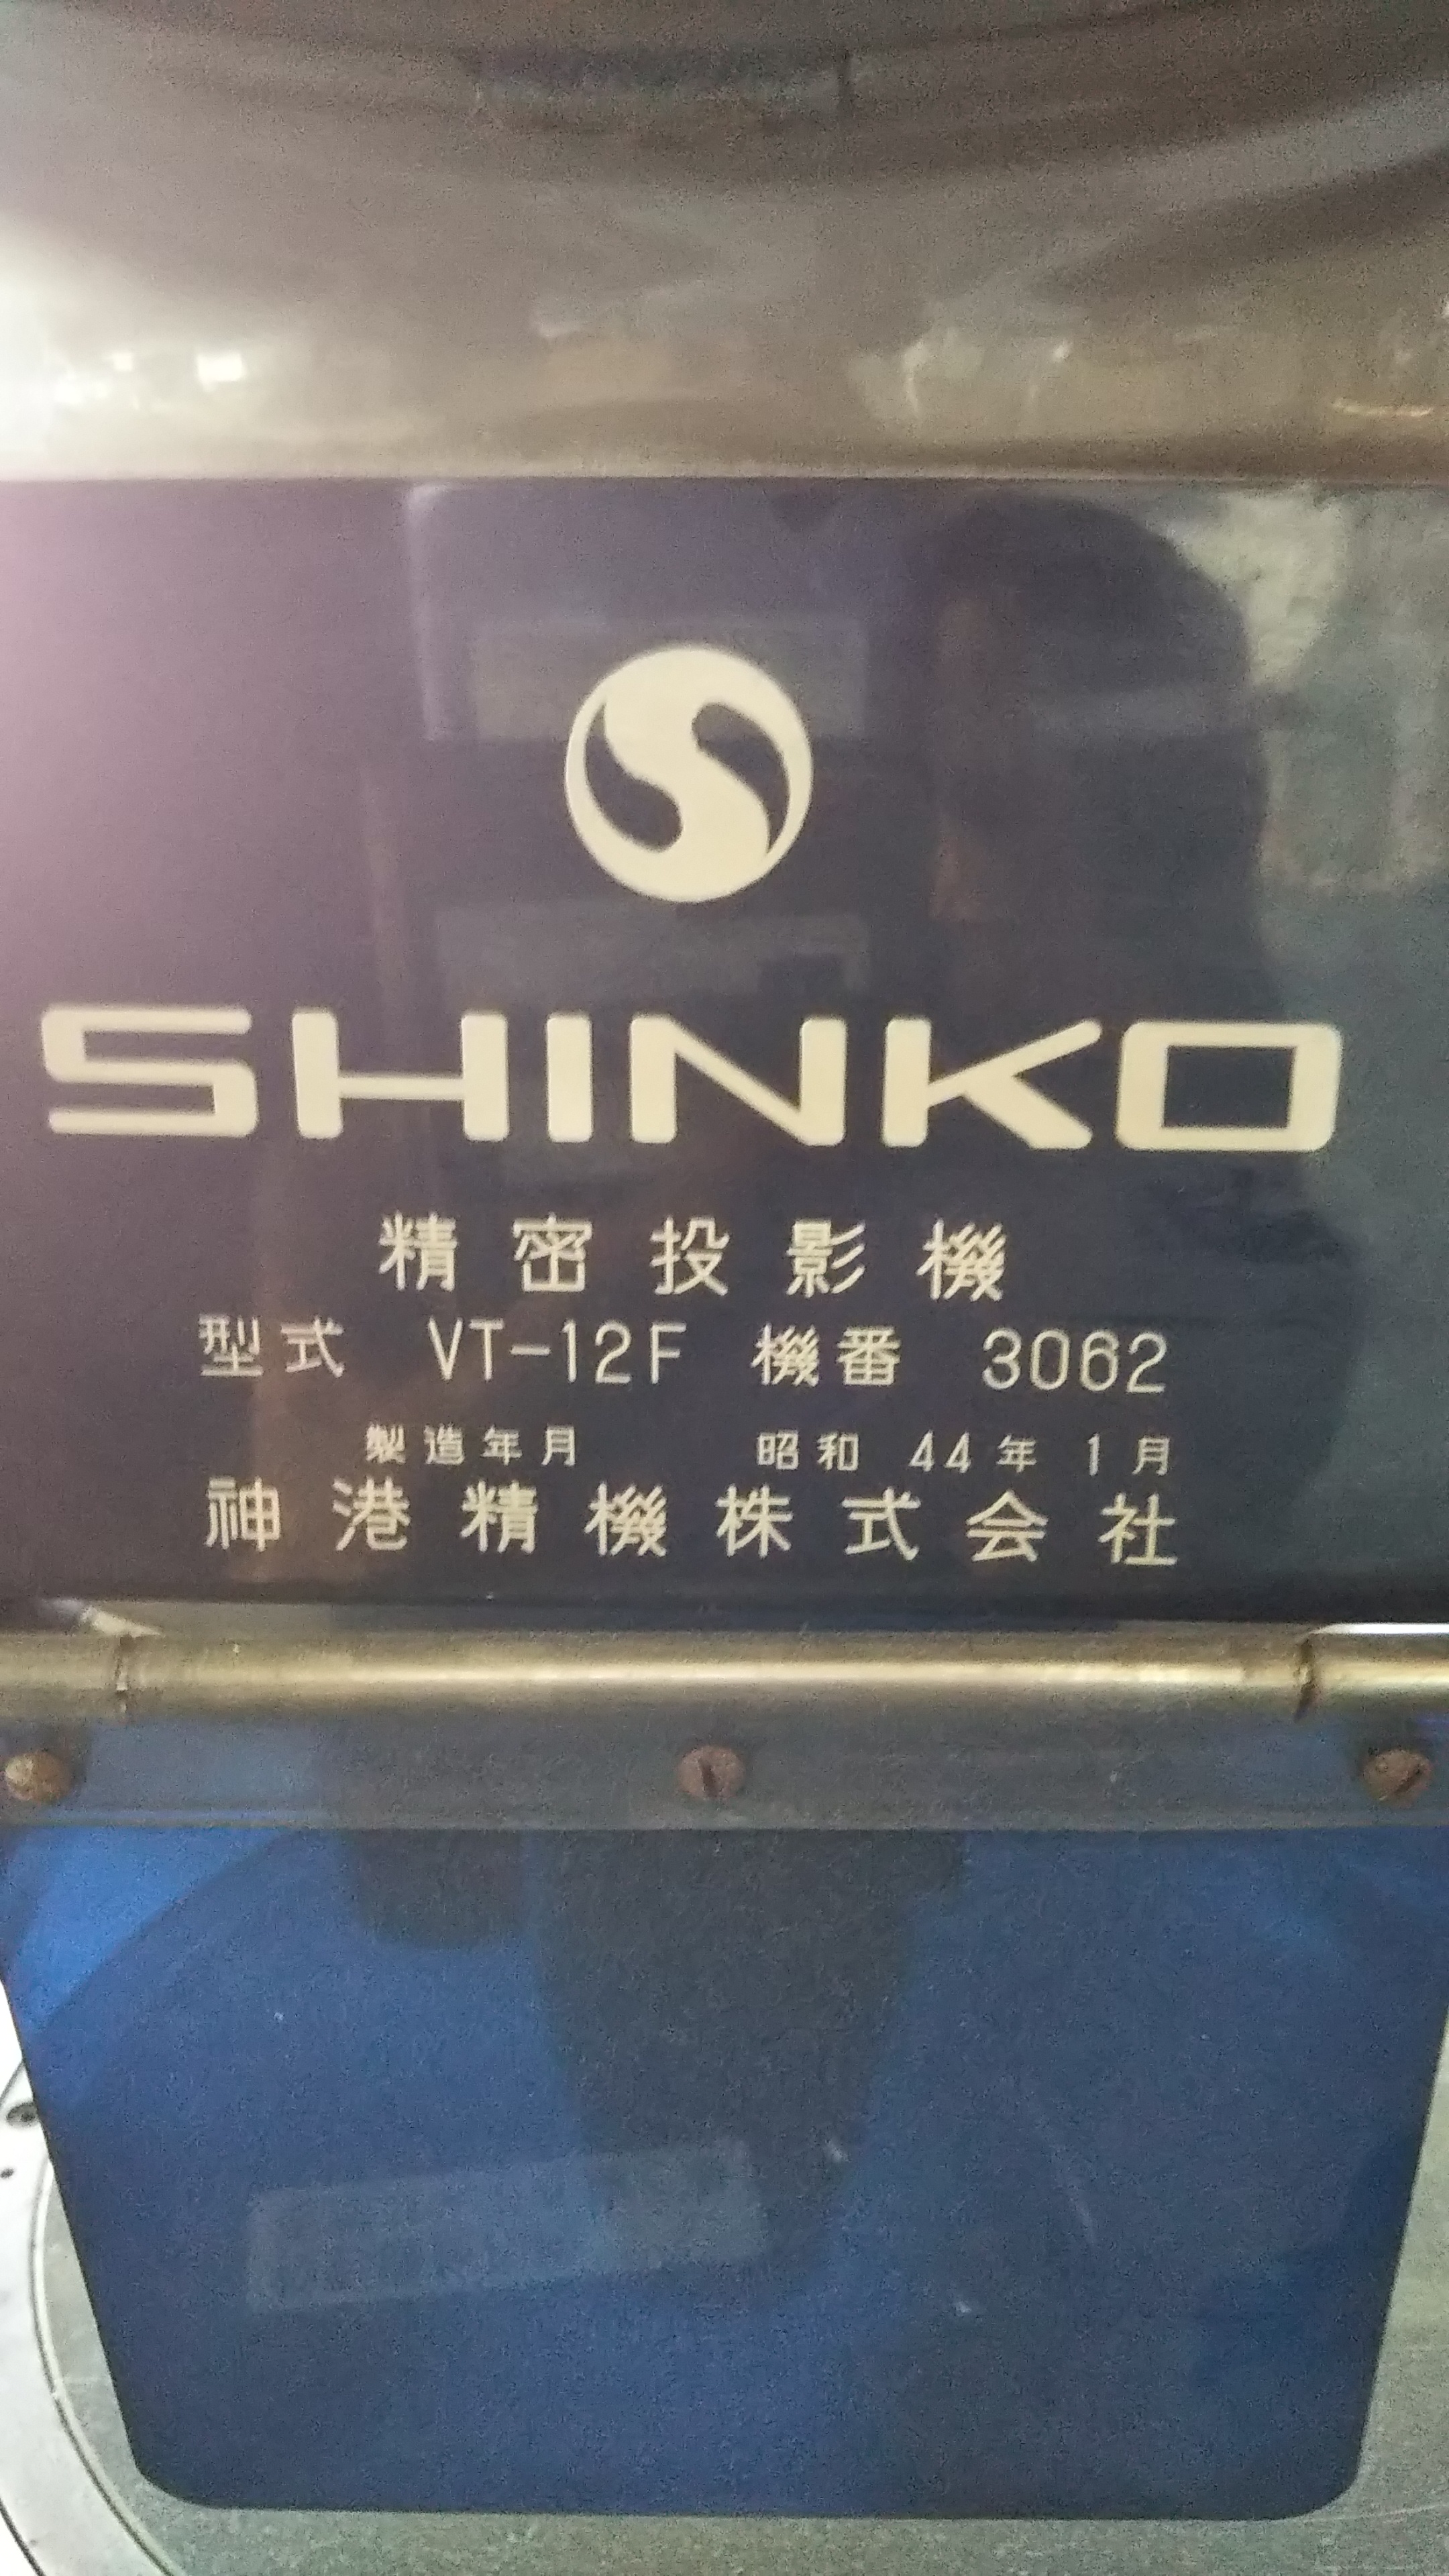 SHINKO
精密投影機
型式 VT-12F 機番 3062
製造年月 昭和 44年 1月
神港精機株式会社